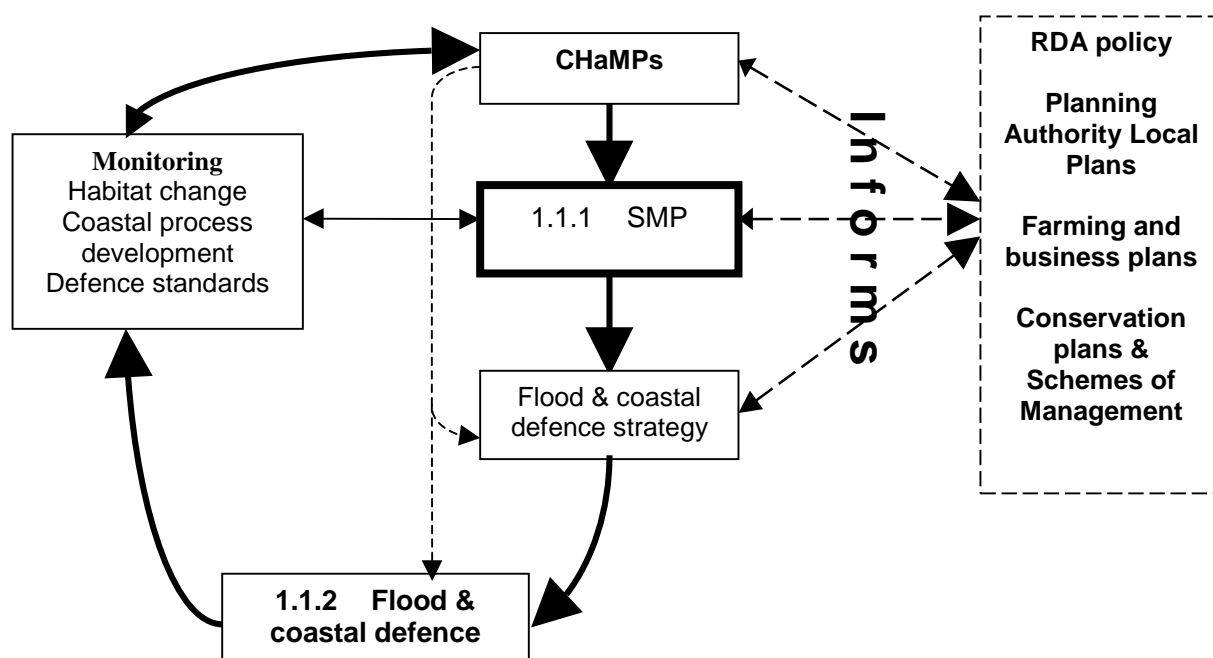 CHaMPs
Monitoring
Habitat change
Coastal process
development
Defence standards
1.1.1 SMP
Flood & coastal
defence strategy
1.1.2 Flood &
coastal defence
Informs
RDA policy
Planning
Authority Local
Plans
Farming and
business plans
Conservation
plans &
Schemes of
Management